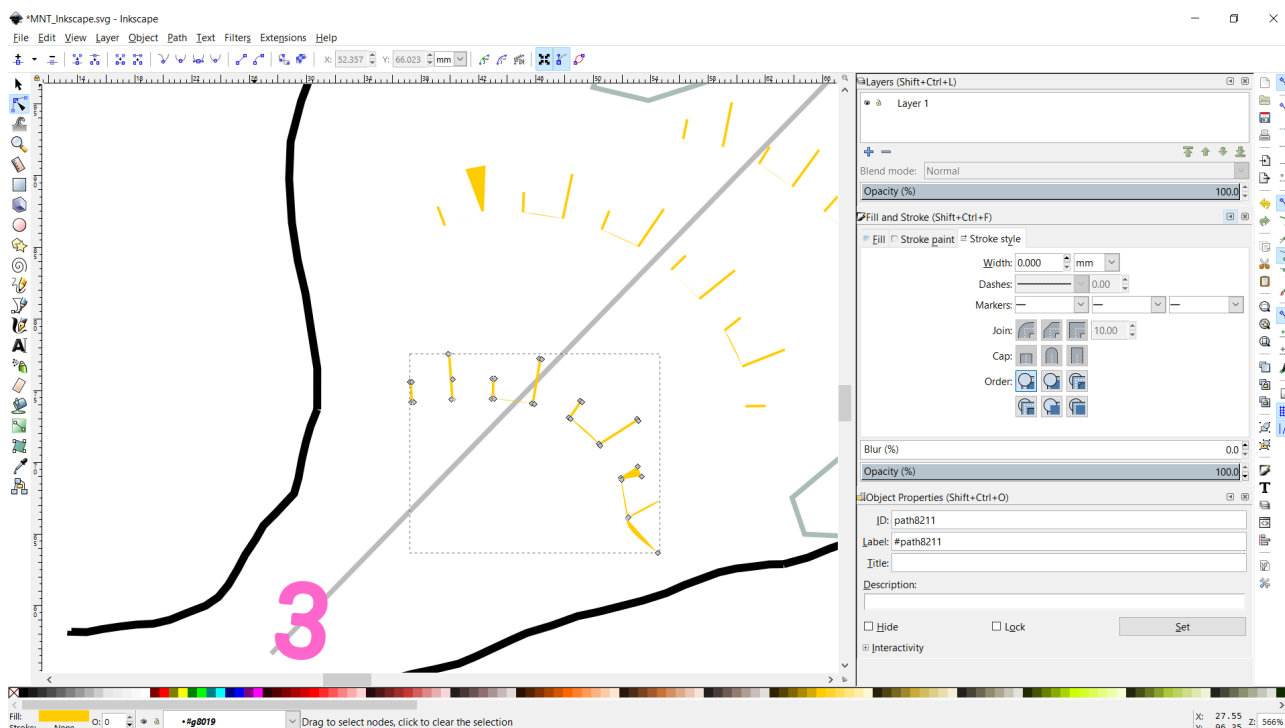 *MNT_Inkscape.svg - Inkscape
File Edit View Layer Object Path Text Filters Extensions Help
X: 52.357 Y: 66.023 mm
Layers (Shift+Ctrl+L)
Layer 1
Blend mode: Normal
Opacity (%) 100.0
Fill and Stroke (Shift+Ctrl+F)
Fill Stroke paint Stroke style
Width: 0.000 mm
Dashes: 0.00
Markers:
Join: 10.00
Cap:
Order:
Blur (%) 0.0
Opacity (%) 100.0
Object Properties (Shift+Ctrl+O)
ID: path8211
Label: #path8211
Title:
Description:
Hide Lock Set
Interactivity
3
Fill:
Stroke: None O: 0 •#g8019 Drag to select nodes, click to clear the selection
X: 27.55 Z: 566%
Y: 96.35